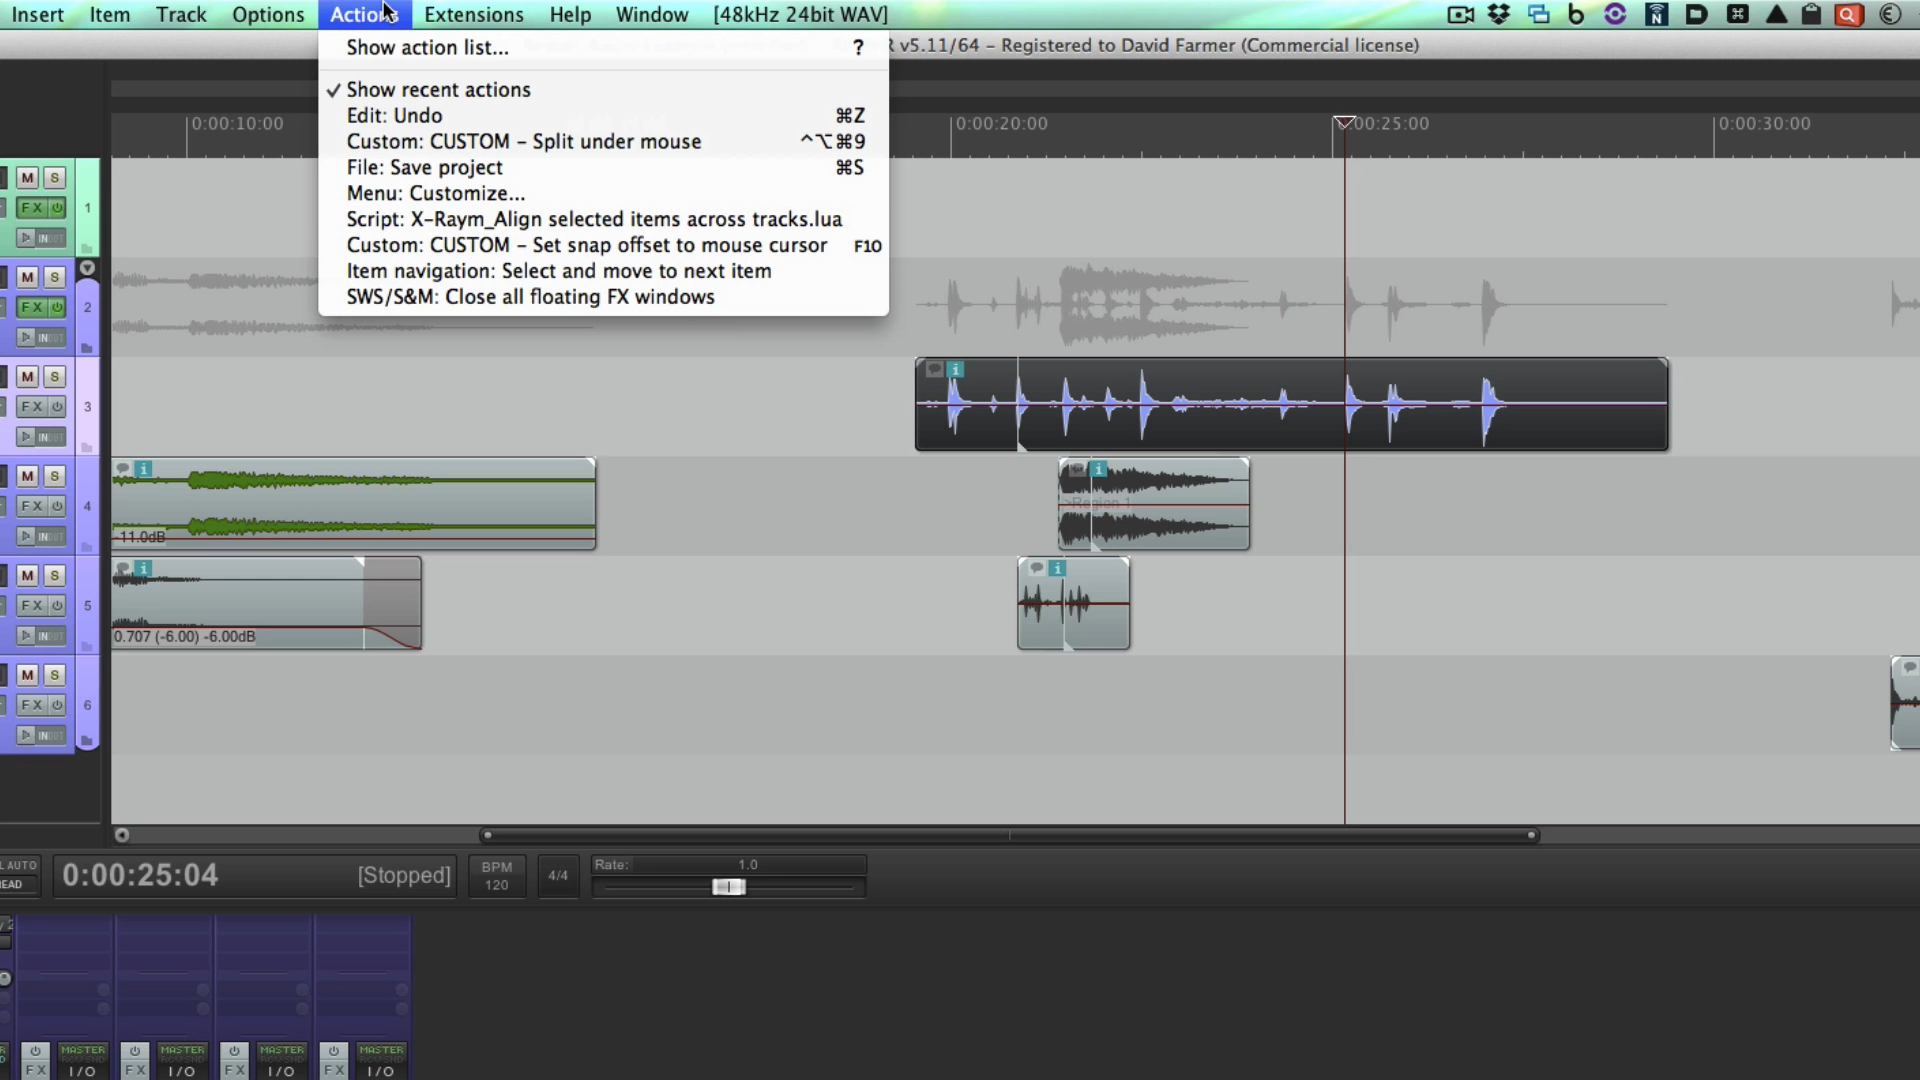 Insert Item Track Options Actions Extensions Help Window [48kHz 24bit WAV]
Show action list... ?
R v5.11/64 – Registered to David Farmer (Commercial license)
✓ Show recent actions
Edit: Undo ⌘Z
Custom: CUSTOM – Split under mouse ^⌥⌘9
File: Save project ⌘S
Menu: Customize...
Script: X-Raym_Align selected items across tracks.lua
Custom: CUSTOM – Set snap offset to mouse cursor F10
Item navigation: Select and move to next item
SWS/S&M: Close all floating FX windows
0:00:10:00
0:00:20:00
0:00:25:00
0:00:30:00
M S
FX 1
IN
M S
FX 2
IN
M S
FX 3
IN
i
M S
FX 4
IN
i
-11.0dB
i
>Region 1
M S
FX 5
IN
i
0.707 (-6.00) -6.00dB
i
M S
FX 6
IN
L AUTO
EAD
0:00:25:04 [Stopped]
BPM
120
4/4
Rate: 1.0
MASTER MASTER MASTER MASTER
FX I/O FX I/O FX I/O FX I/O